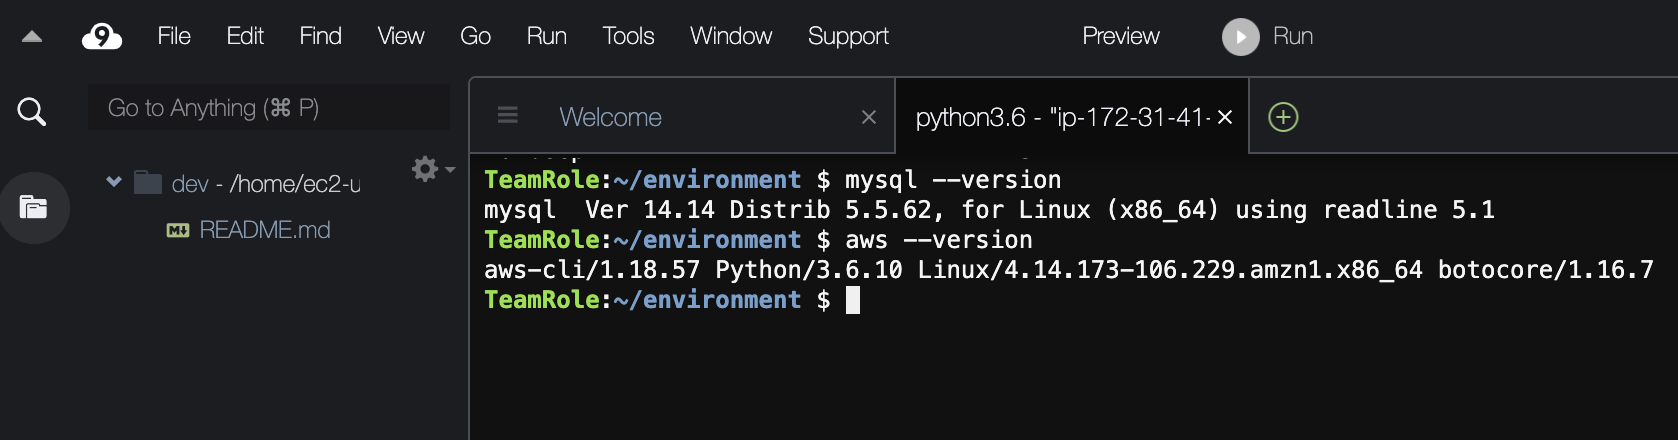 9 File Edit Find View Go Run Tools Window Support Preview Run
Go to Anything (⌘ P)
Welcome
python3.6 - "ip-172-31-41-
dev - /home/ec2-u
README.md
TeamRole:~/environment $ mysql --version
mysql  Ver 14.14 Distrib 5.5.62, for Linux (x86_64) using readline 5.1
TeamRole:~/environment $ aws --version
aws-cli/1.18.57 Python/3.6.10 Linux/4.14.173-106.229.amzn1.x86_64 botocore/1.16.7
TeamRole:~/environment $